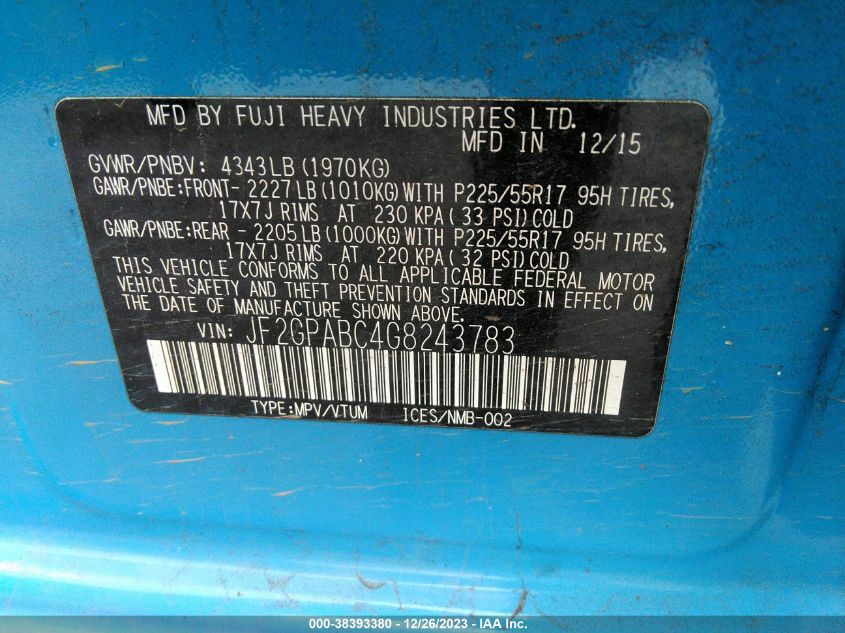 MFD BY FUJI HEAVY INDUSTRIES LTD.
MFD IN 12/15
GVWR/PNBV: 4343LB (1970KG)
GAWR/PNBE:FRONT- 2227LB(1010KG)WITH P225/55R17 95H TIRES,
17X7J RIMS AT 230 KPA(33 PSI)COLD
GAWR/PNBE:REAR - 2205LB(1000KG)WITH P225/55R17 95H TIRES,
17X7J RIMS AT 220 KPA(32 PSI)COLD
THIS VEHICLE CONFORMS TO ALL APPLICABLE FEDERAL MOTOR
VEHICLE SAFETY AND THEFT PREVENTION STANDARDS IN EFFECT ON
THE DATE OF MANUFACTURE SHOWN ABOVE:
VIN: JF2GPABC4G8243783
TYPE:MPV/VTUM ICES/NMB-002
000-38393380 - 12/26/2023 - IAA Inc.